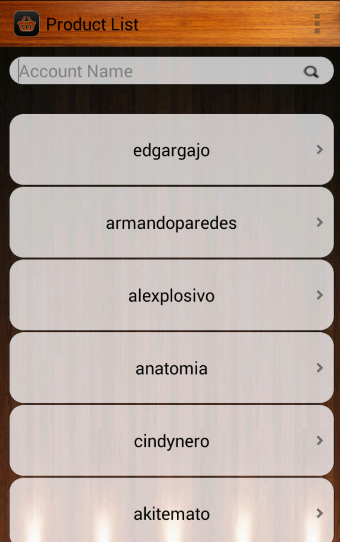 Product List
Account Name
edgargajo
armandoparedes
alexplosivo
anatomia
cindynero
akitemato